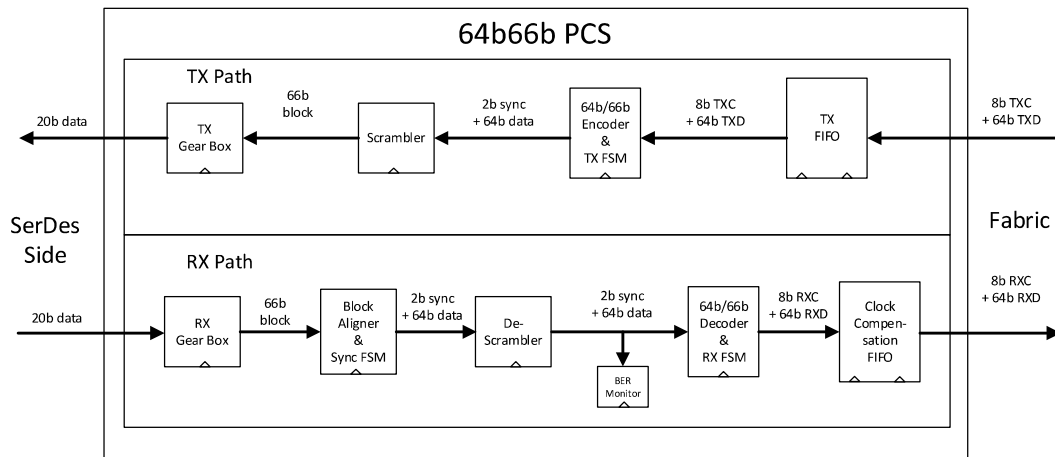 64b66b PCS
TX Path
20b data
TX
Gear Box
66b
block
Scrambler
2b sync
+ 64b data
64b/66b
Encoder
&
TX FSM
8b TXC
+ 64b TXD
TX
FIFO
8b TXC
+ 64b TXD
SerDes
Side
Fabric
RX Path
20b data
RX
Gear Box
66b
block
Block
Aligner
&
Sync FSM
2b sync
+ 64b data
De-
Scrambler
2b sync
+ 64b data
BER
Monitor
64b/66b
Decoder
&
RX FSM
8b RXC
+ 64b RXD
Clock
Compen-
sation
FIFO
8b RXC
+ 64b RXD